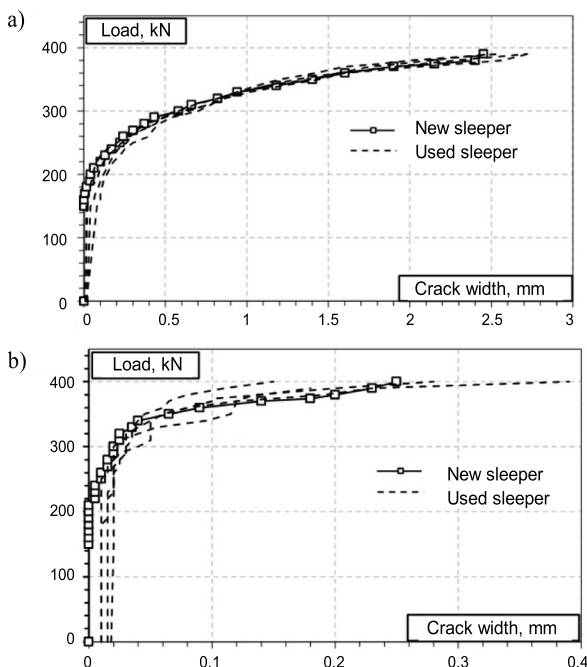 a)
Load, kN
400
300
200
100
0
New sleeper
Used sleeper
Crack width, mm
0 0.5 1 1.5 2 2.5 3
b)
Load, kN
400
300
200
100
0
New sleeper
Used sleeper
Crack width, mm
0 0.1 0.2 0.3 0.4